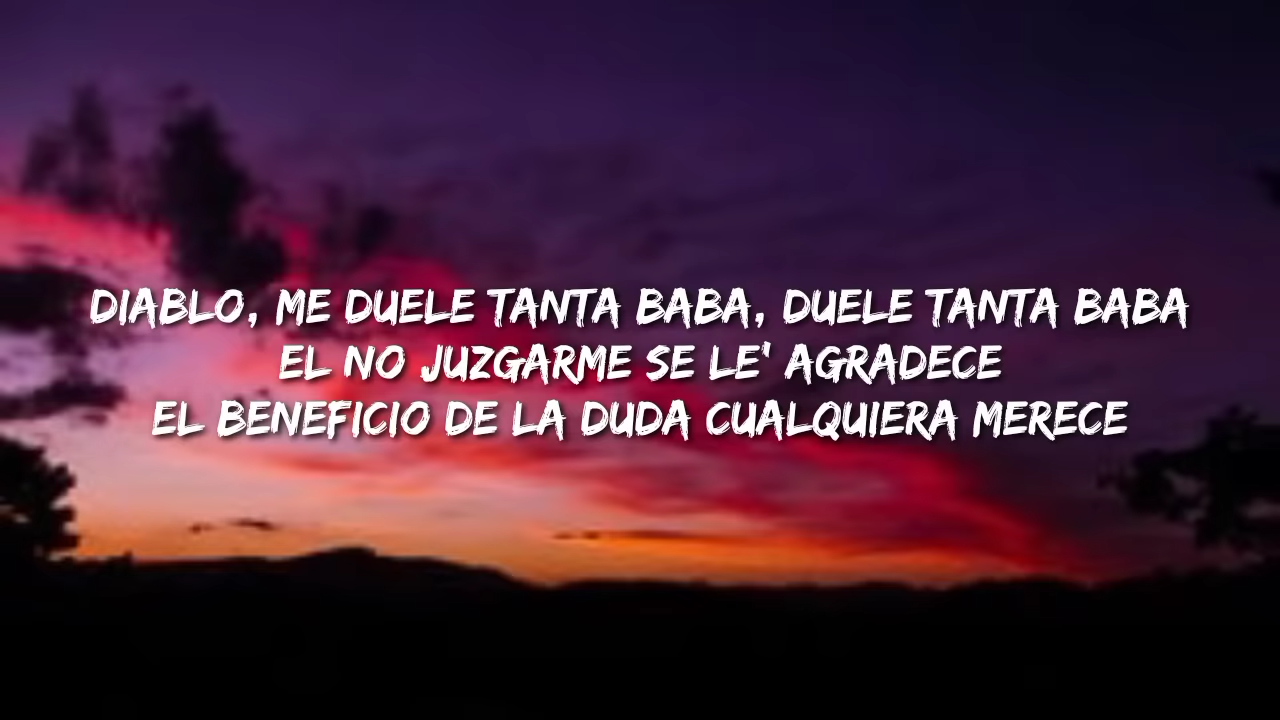 DIABLO, ME DUELE TANTA BABA, DUELE TANTA BABA
EL NO JUZGARME SE LE' AGRADECE
EL BENEFICIO DE LA DUDA CUALQUIERA MERECE